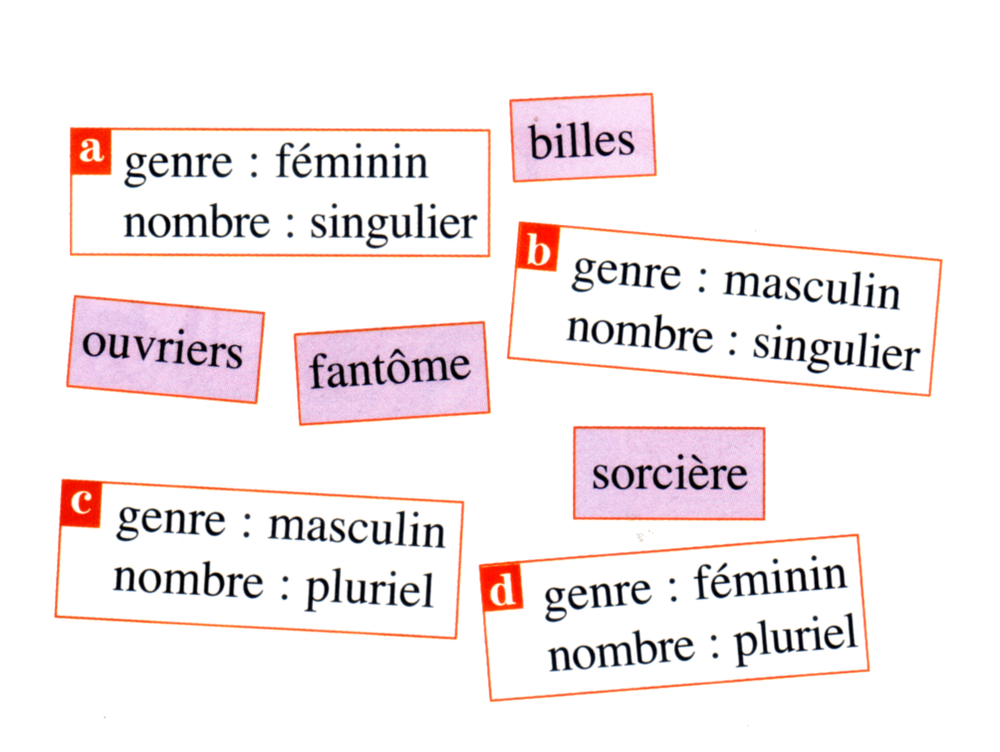 billes
a genre : féminin
nombre : singulier
b genre : masculin
nombre : singulier
ouvriers
fantôme
sorcière
c genre : masculin
nombre : pluriel
d genre : féminin
nombre : pluriel